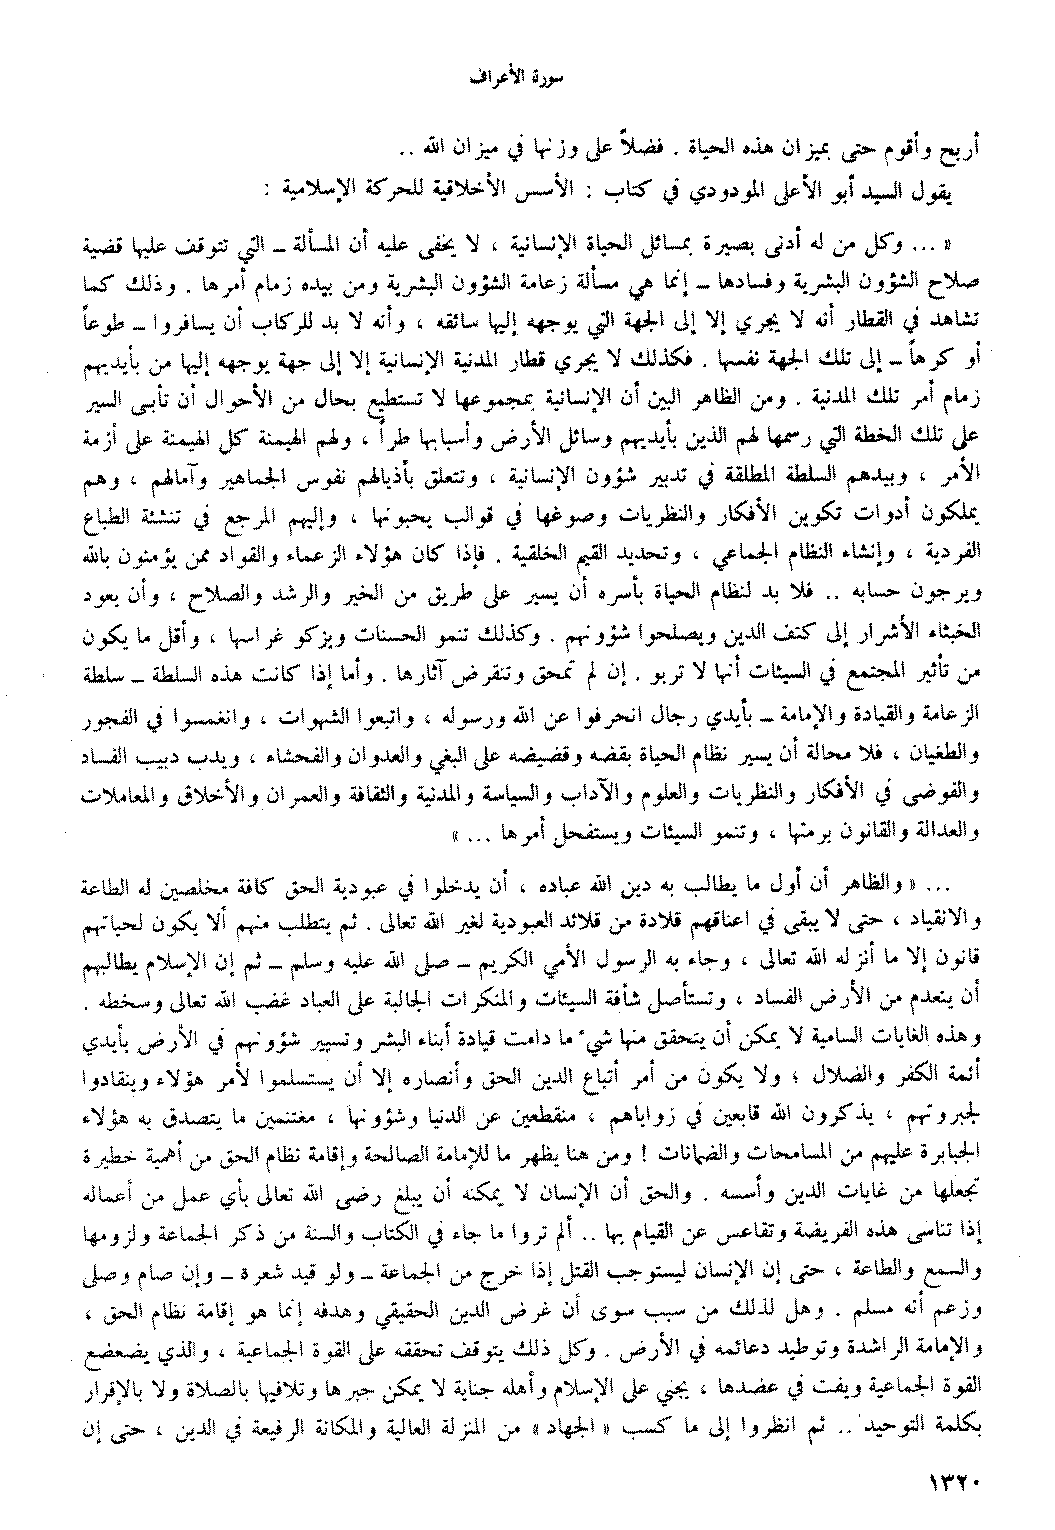 سورة الأعراف
أربح وأقوم حتى بميزان هذه الحياة . فضلاً على وزنها في ميزان الله ..
يقول السيد أبو الأعلى المودودي في كتاب : الأسس الأخلاقية للحركة الإسلامية :
« ... وكل من له أدنى بصيرة بمسائل الحياة الإنسانية ، لا يخفى عليه أن المسألة – التي تتوقف عليها قضية
صلاح الشؤون البشرية وفسادها – إنما هي مسألة زعامة الشؤون البشرية ومن بيده زمام أمرها . وذلك كما
تشاهد في القطار أنه لا يجري إلا إلى الجهة التي يوجهه إليها سائقه ، وأنه لا بد للركاب أن يسافروا – طوعاً
أو كرهاً – إلى تلك الجهة نفسها . فكذلك لا يجري قطار المدنية الإنسانية إلا إلى جهة يوجهه إليها من بأيديهم
زمام أمر تلك المدنية . ومن الظاهر البين أن الإنسانية بمجموعها لا تستطيع بحال من الأحوال أن تأبى السير
على تلك الخطة التي رسمها لهم الذين بأيديهم وسائل الأرض وأسبابها طراً ، ولهم الهيمنة كل الهيمنة على أزمة
الأمر ، وبيدهم السلطة المطلقة في تدبير شؤون الإنسانية ، وتتعلق بأذيالهم نفوس الجماهير وآمالهم ، وهم
يملكون أدوات تكوين الأفكار والنظريات وصوغها في قوالب يحبونها ، وإليهم المرجع في تنشئة الطباع
الفردية ، وإنشاء النظام الجماعي ، وتحديد القيم الخلقية . فإذا كان هؤلاء الزعماء والقواد ممن يؤمنون بالله
ويرجون حسابه .. فلا بد لنظام الحياة بأسره أن يسير على طريق من الخير والرشد والصلاح ، وأن يعود
الخبثاء الأشرار إلى كنف الدين ويصلحوا شؤونهم . وكذلك تنمو الحسنات ويزكو غراسها ، وأقل ما يكون
من تأثير المجتمع في السيئات أنها لا تربو . إن لم تمحق وتنقرض آثارها . وأما إذا كانت هذه السلطة – سلطة
الزعامة والقيادة والإمامة – بأيدي رجال انحرفوا عن الله ورسوله ، واتبعوا الشهوات ، وانغمسوا في الفجور
والطغيان ، فلا محالة أن يسير نظام الحياة بقضه وقضيضه على البغي والعدوان والفحشاء ، ويدب دبيب الفساد
والفوضى في الأفكار والنظريات والعلوم والآداب والسياسة والمدنية والثقافة والعمران والأخلاق والمعاملات
والعدالة والقانون برمتها ، وتنمو السيئات ويستفحل أمرها ... »
... « والظاهر أن أول ما يطالب به دين الله عباده ، أن يدخلوا في عبودية الحق كافة مخلصين له الطاعة
والانقياد ، حتى لا يبقى في اعناقهم قلادة من قلائد العبودية لغير الله تعالى . ثم يتطلب منهم ألا يكون لحياتهم
قانون إلا ما أنزله الله تعالى ، وجاء به الرسول الأمي الكريم – صلى الله عليه وسلم – ثم إن الإسلام يطالبهم
أن ينعدم من الأرض الفساد ، وتستأصل شأفة السيئات والمنكرات الجالبة على العباد غضب الله تعالى وسخطه .
وهذه الغايات السامية لا يمكن أن يتحقق منها شيء ما دامت قيادة أبناء البشر وتسيير شؤونهم في الأرض بأيدي
أئمة الكفر والضلال ؛ ولا يكون من أمر أتباع الدين الحق وأنصاره إلا أن يستسلموا لأمر هؤلاء وينقادوا
لجبروتهم ، يذكرون الله قابعين في زواياهم ، منقطعين عن الدنيا وشؤونها ، مغتنمين ما يتصدق به هؤلاء
الجبابرة عليهم من المسامحات والضمانات ! ومن هنا يظهر ما للإمامة الصالحة وإقامة نظام الحق من أهمية خطيرة
تجعلها من غايات الدين وأسسه . والحق أن الإنسان لا يمكنه أن يبلغ رضى الله تعالى بأي عمل من أعماله
إذا تناسى هذه الفريضة وتقاعس عن القيام بها .. ألم تروا ما جاء في الكتاب والسنة من ذكر الجماعة ولزومها
والسمع والطاعة ، حتى إن الإنسان ليستوجب القتل إذا خرج من الجماعة – ولو قيد شعرة – وإن صام وصلى
وزعم أنه مسلم . وهل لذلك من سبب سوى أن غرض الدين الحقيقي وهدفه إنما هو إقامة نظام الحق ،
والإمامة الراشدة وتوطيد دعائمه في الأرض . وكل ذلك يتوقف تحققه على القوة الجماعية ، والذي يضعضع
القوة الجماعية ويفت في عضدها ، يجني على الإسلام وأهله جناية لا يمكن جبرها وتلافيها بالصلاة ولا بالإقرار
بكلمة التوحيد .. ثم انظروا إلى ما كسب « الجهاد » من المنزلة العالية والمكانة الرفيعة في الدين ، حتى إن
١٣٢٠